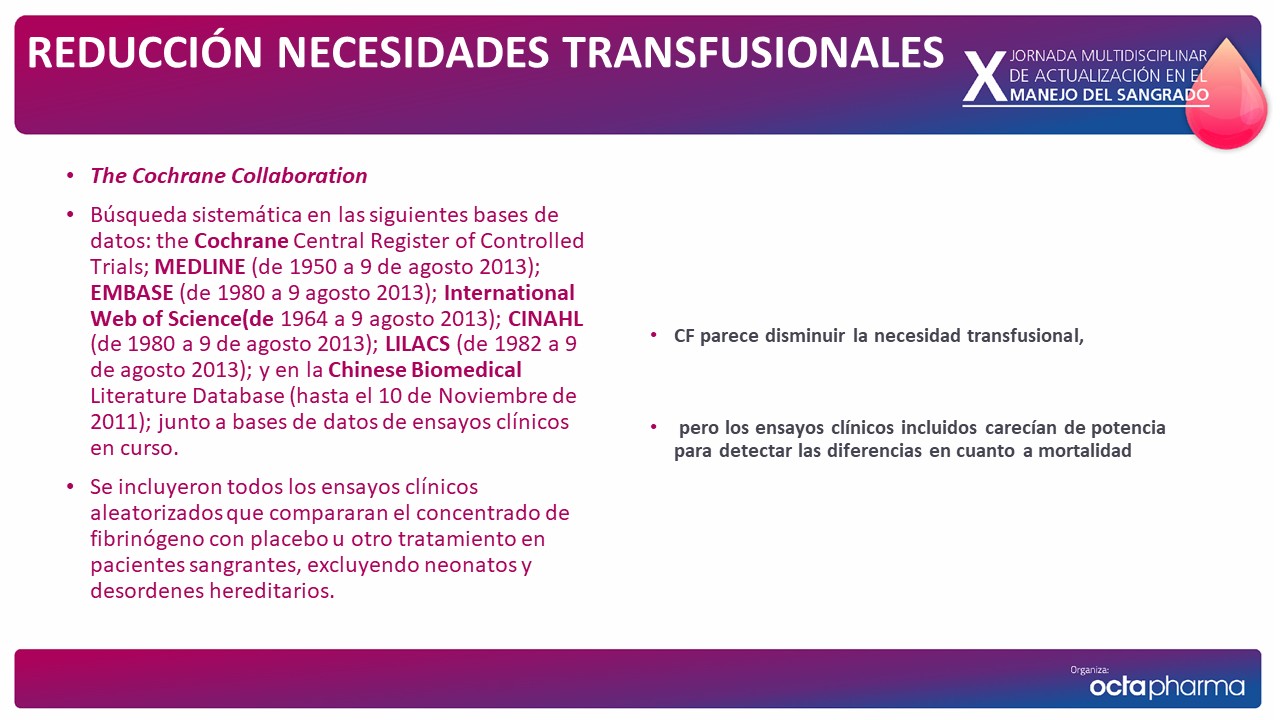 REDUCCIÓN NECESIDADES TRANSFUSIONALES
X JORNADA MULTIDISCIPLINAR
DE ACTUALIZACIÓN EN EL
MANEJO DEL SANGRADO
• The Cochrane Collaboration
• Búsqueda sistemática en las siguientes bases de
datos: the Cochrane Central Register of Controlled
Trials; MEDLINE (de 1950 a 9 de agosto 2013);
EMBASE (de 1980 a 9 agosto 2013); International
Web of Science(de 1964 a 9 agosto 2013); CINAHL
(de 1980 a 9 de agosto 2013); LILACS (de 1982 a 9
de agosto 2013); y en la Chinese Biomedical
Literature Database (hasta el 10 de Noviembre de
2011); junto a bases de datos de ensayos clínicos
en curso.
• Se incluyeron todos los ensayos clínicos
aleatorizados que compararan el concentrado de
fibrinógeno con placebo u otro tratamiento en
pacientes sangrantes, excluyendo neonatos y
desordenes hereditarios.
• CF parece disminuir la necesidad transfusional,
• pero los ensayos clínicos incluidos carecían de potencia
para detectar las diferencias en cuanto a mortalidad
Organiza:
octapharma